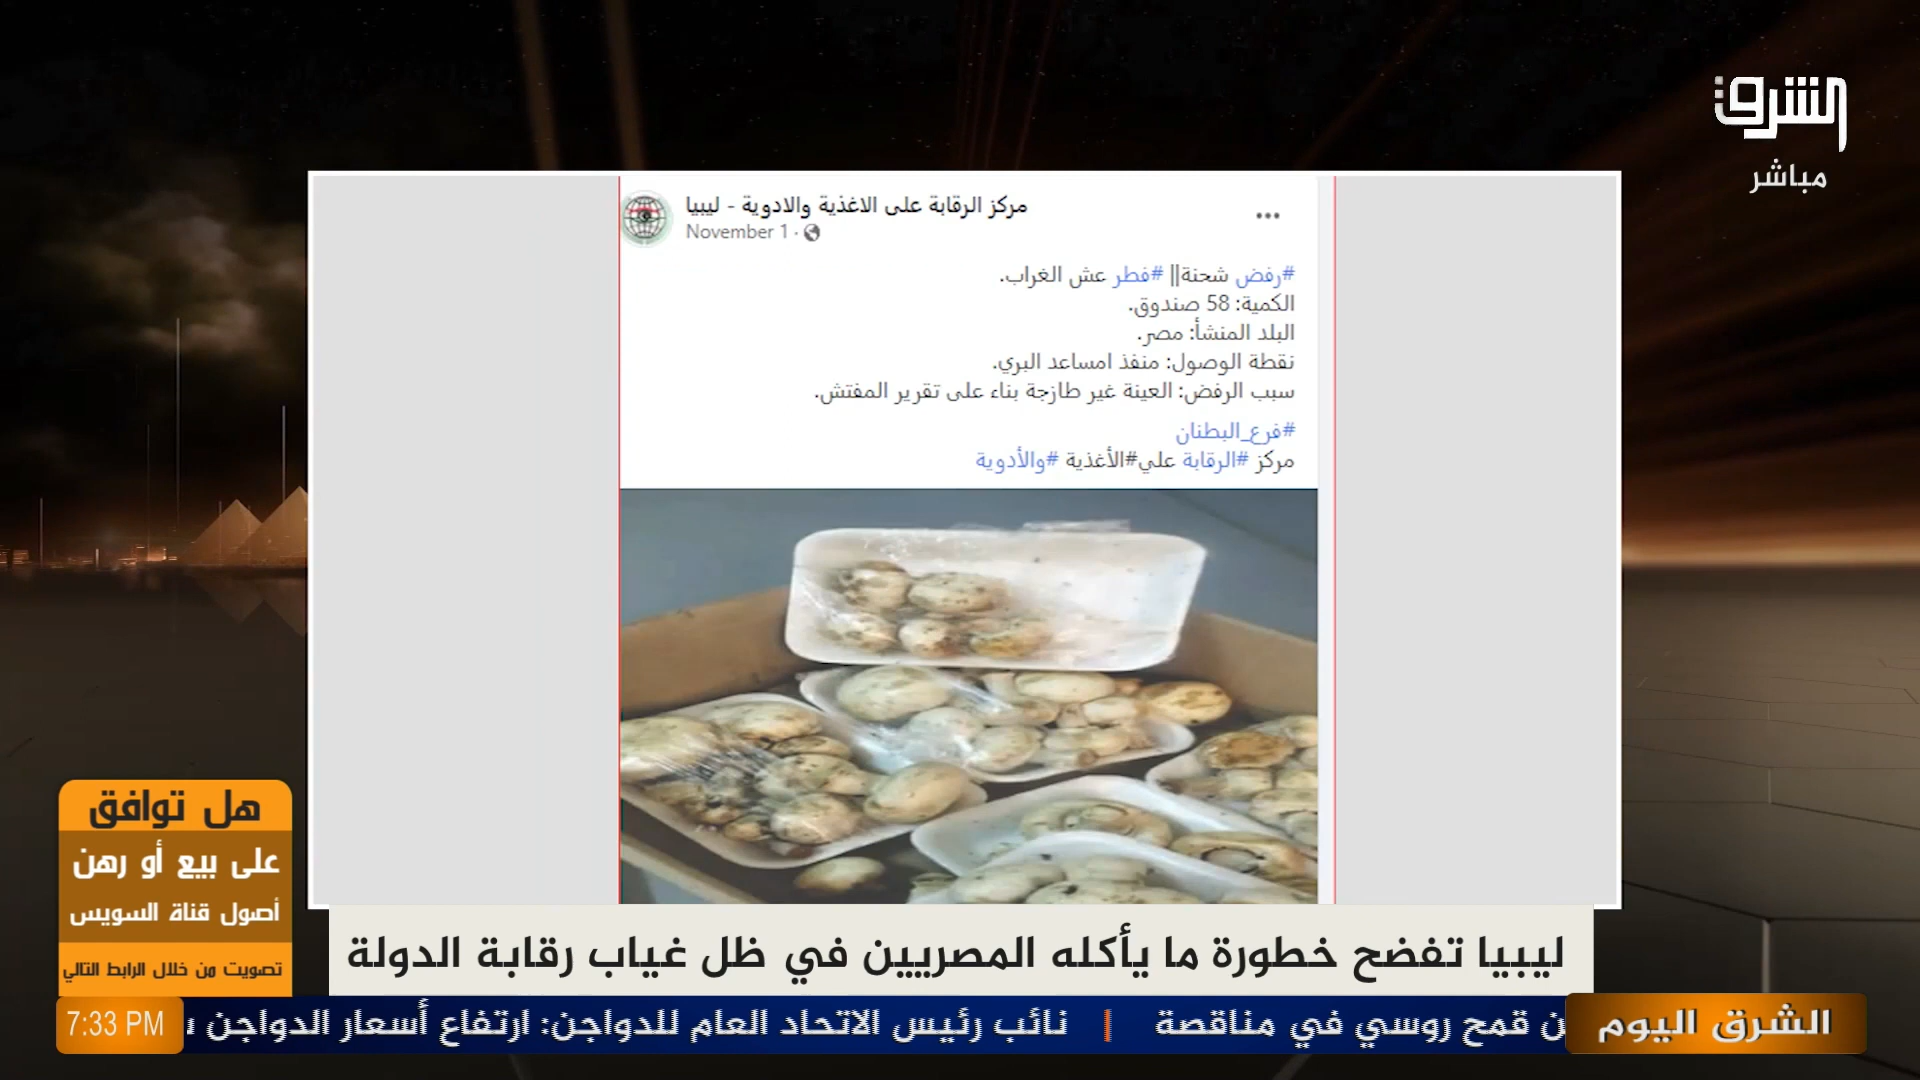 الشرق
مباشر
مركز الرقابة على الاغذية والادوية - ليبيا
November 1 ·
#رفض شحنة|| #فطر عش الغراب.
الكمية: 58 صندوق.
البلد المنشأ: مصر.
نقطة الوصول: منفذ امساعد البري.
سبب الرفض: العينة غير طازجة بناء على تقرير المفتش.
#فرع_البطنان
مركز #الرقابة علي#الأغذية #والأدوية
هل توافق
على بيع أو رهن
أصول قناة السويس
تصويت من خلال الرابط التالي
ليبيا تفضح خطورة ما يأكله المصريين في ظل غياب رقابة الدولة
الشرق اليوم
قمح روسي في مناقصة | نائب رئيس الاتحاد العام للدواجن: ارتفاع أسعار الدواجن
7:33 PM